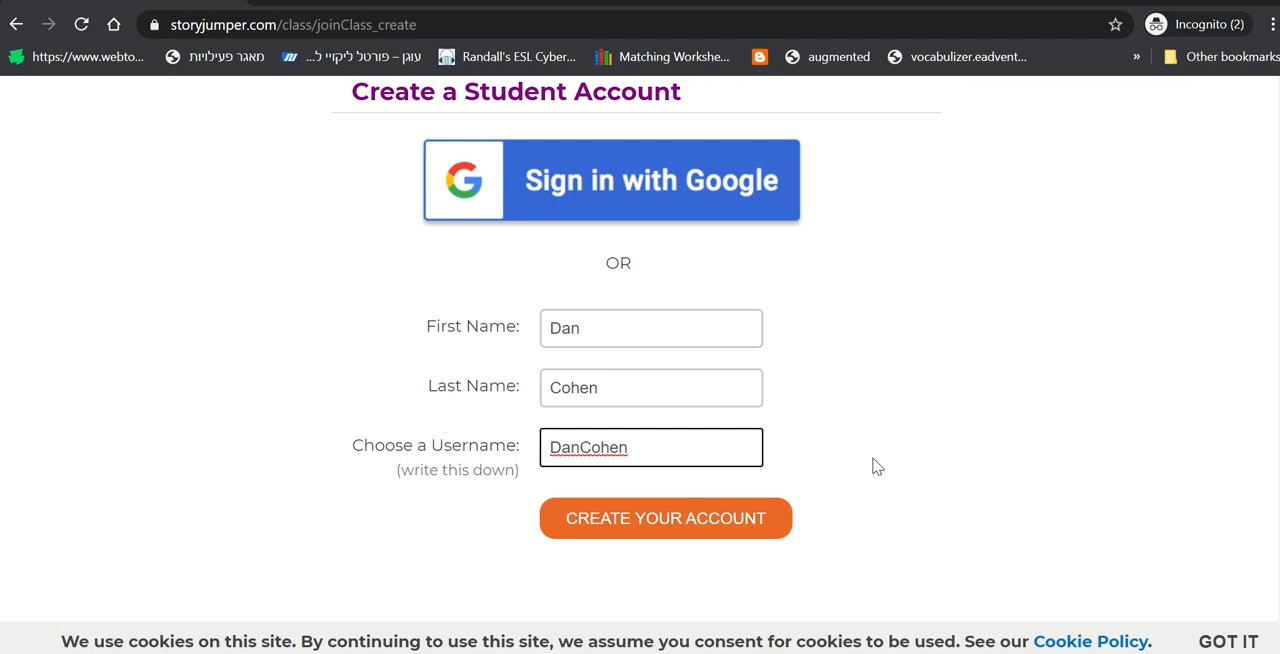 storyjumper.com/class/joinClass_create
Incognito (2)
https://www.webto...
מאגר פעילויות
עוגן – פורטל ליקויי ל...
Randall's ESL Cyber...
Matching Workshe...
augmented
vocabulizer.eadvent...
»
Other bookmarks
Create a Student Account
Sign in with Google
OR
First Name:
Dan
Last Name:
Cohen
Choose a Username:
DanCohen
(write this down)
CREATE YOUR ACCOUNT
We use cookies on this site. By continuing to use this site, we assume you consent for cookies to be used. See our Cookie Policy.
GOT IT